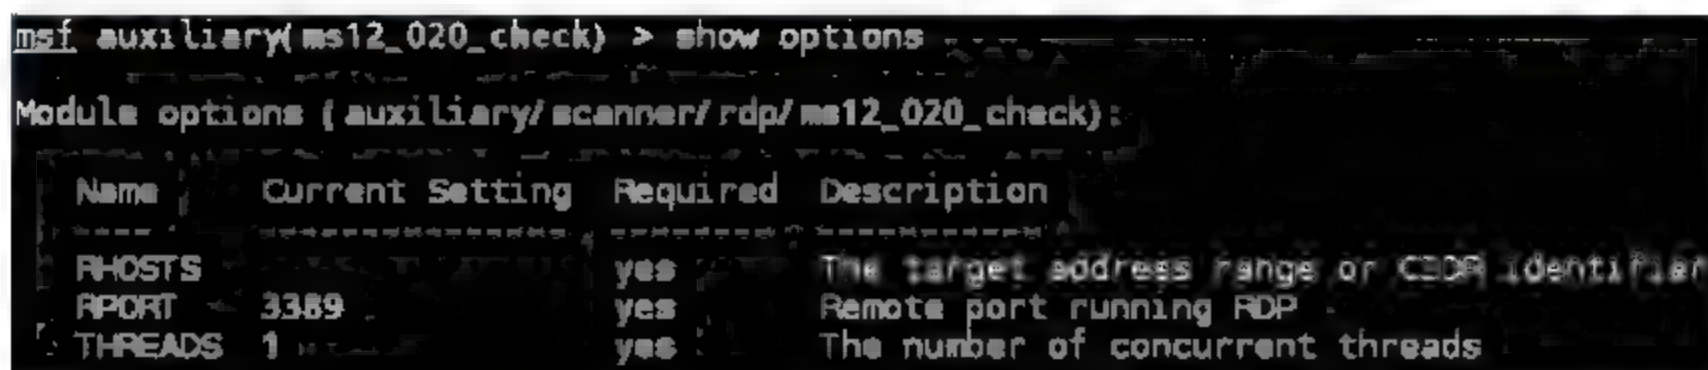 msf auxiliary(ms12_020_check) > show options
Module options (auxiliary/scanner/rdp/ms12_020_check):
Name Current Setting Required Description
---- --------------- -------- -----------
RHOSTS yes The target address range or CIDR identifier
RPORT 3389 yes Remote port running RDP
THREADS 1 yes The number of concurrent threads